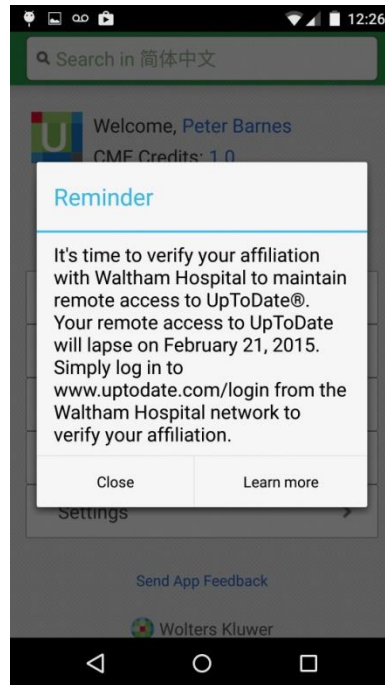 12:26
Search in 简体中文
Welcome, Peter Barnes
CME Credits: 1.0
Reminder
It's time to verify your affiliation
with Waltham Hospital to maintain
remote access to UpToDate®.
Your remote access to UpToDate
will lapse on February 21, 2015.
Simply log in to
www.uptodate.com/login from the
Waltham Hospital network to
verify your affiliation.
Close
Learn more
Settings
Send App Feedback
Wolters Kluwer